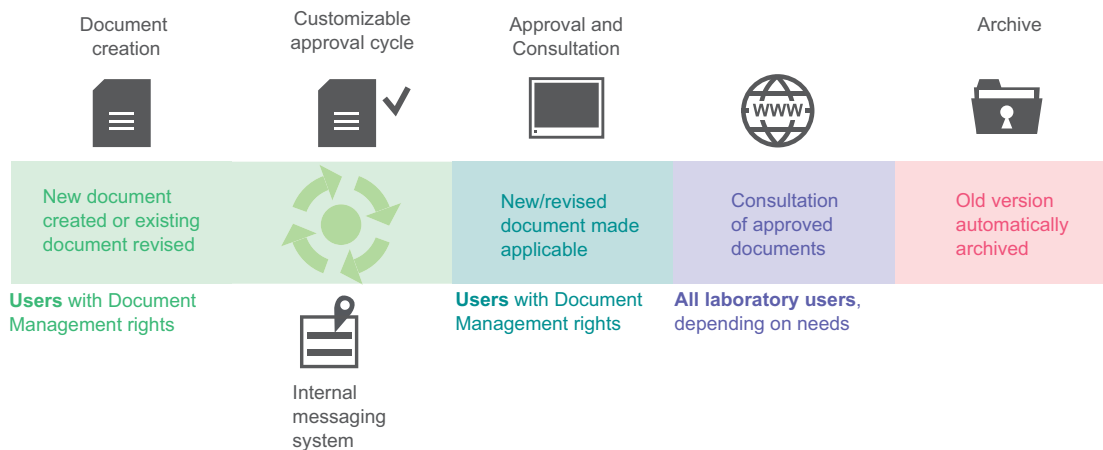 Document
creation
Customizable
approval cycle
Approval and
Consultation
Archive
WWW
New document
created or existing
document revised
New/revised
document made
applicable
Consultation
of approved
documents
Old version
automatically
archived
Users with Document
Management rights
Users with Document
Management rights
All laboratory users,
depending on needs
Internal
messaging
system